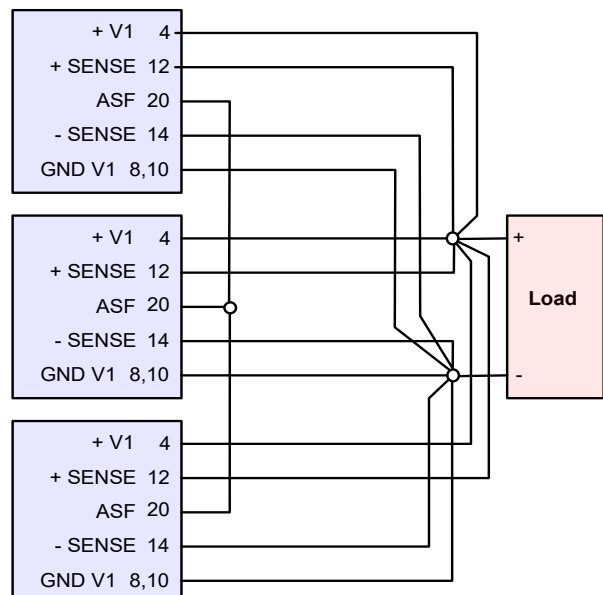 + V1 4
+ SENSE 12
ASF 20
- SENSE 14
GND V1 8,10
+ V1 4
+ SENSE 12
ASF 20
- SENSE 14
GND V1 8,10
+
Load
-
+ V1 4
+ SENSE 12
ASF 20
- SENSE 14
GND V1 8,10